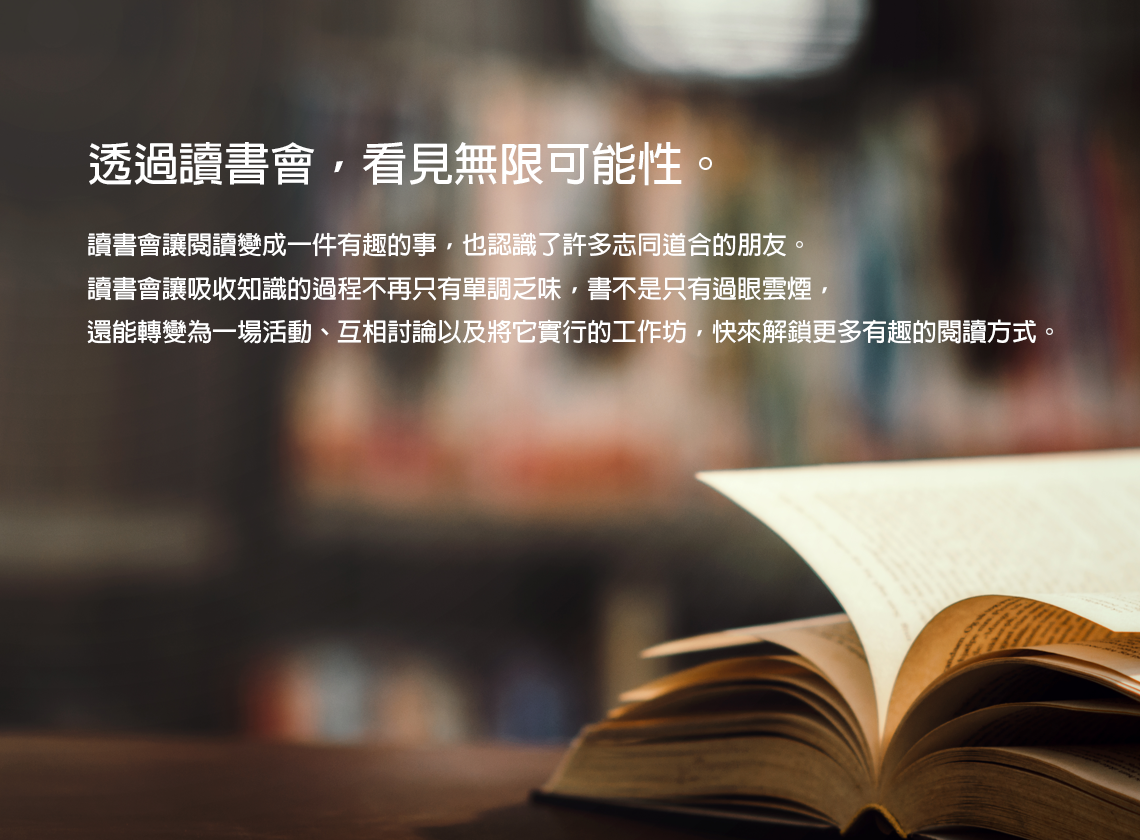 透過讀書會，看見無限可能性。
讀書會讓閱讀變成一件有趣的事，也認識了許多志同道合的朋友。
讀書會讓吸收知識的過程不再只有單調乏味，書不是只有過眼雲煙，
還能轉變為一場活動、互相討論以及將它實行的工作坊，快來解鎖更多有趣的閱讀方式。